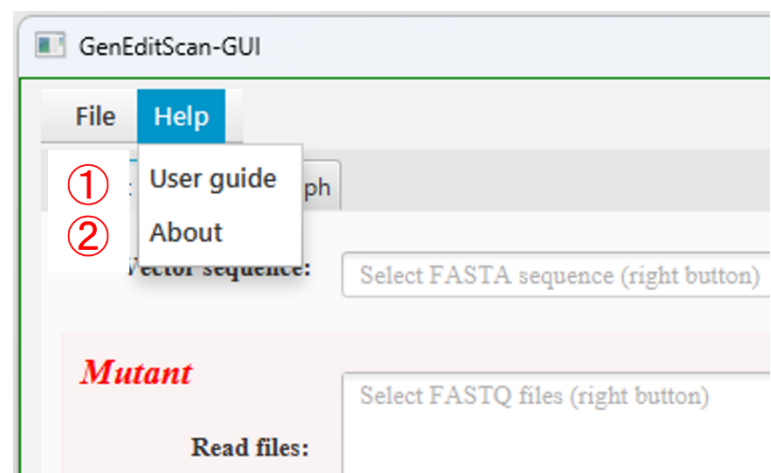 GenEditScan-GUI
File Help
① User guide ph
② About
Vector sequence: Select FASTA sequence (right button)
Mutant
Select FASTQ files (right button)
Read files: